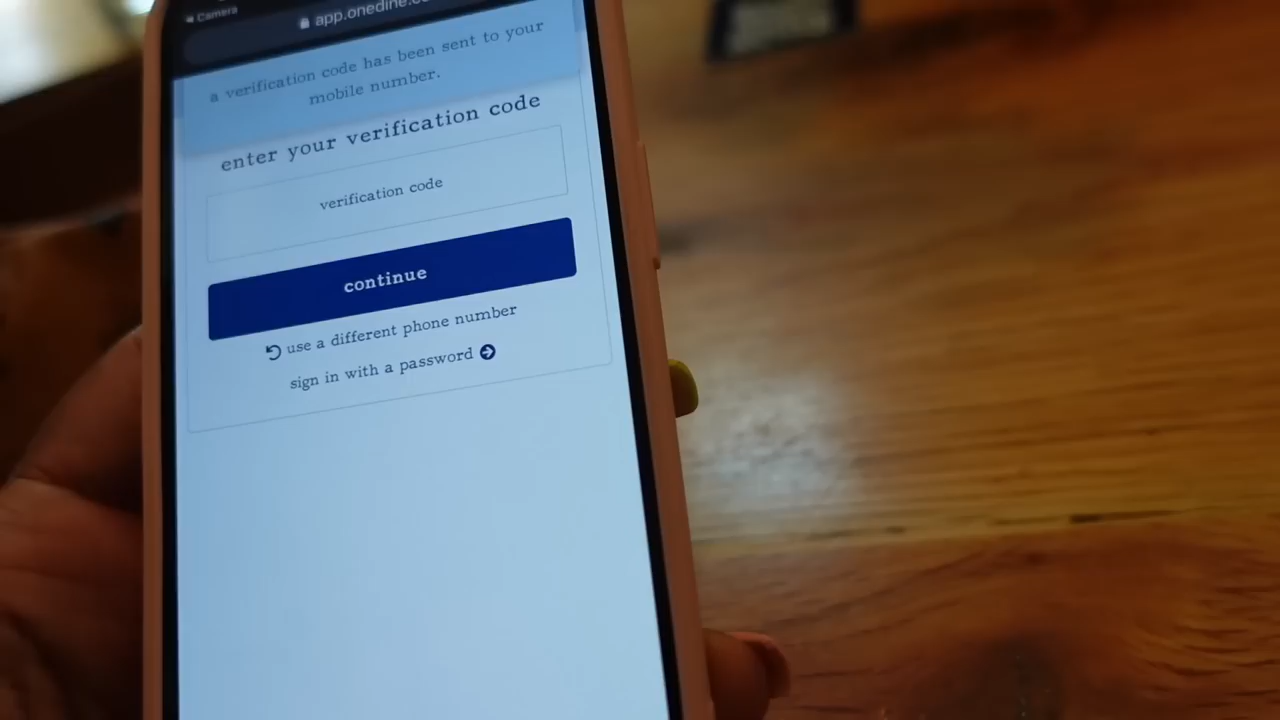 Camera
app.onedine.c
a verification code has been sent to your
mobile number.
enter your verification code
verification code
continue
use a different phone number
sign in with a password